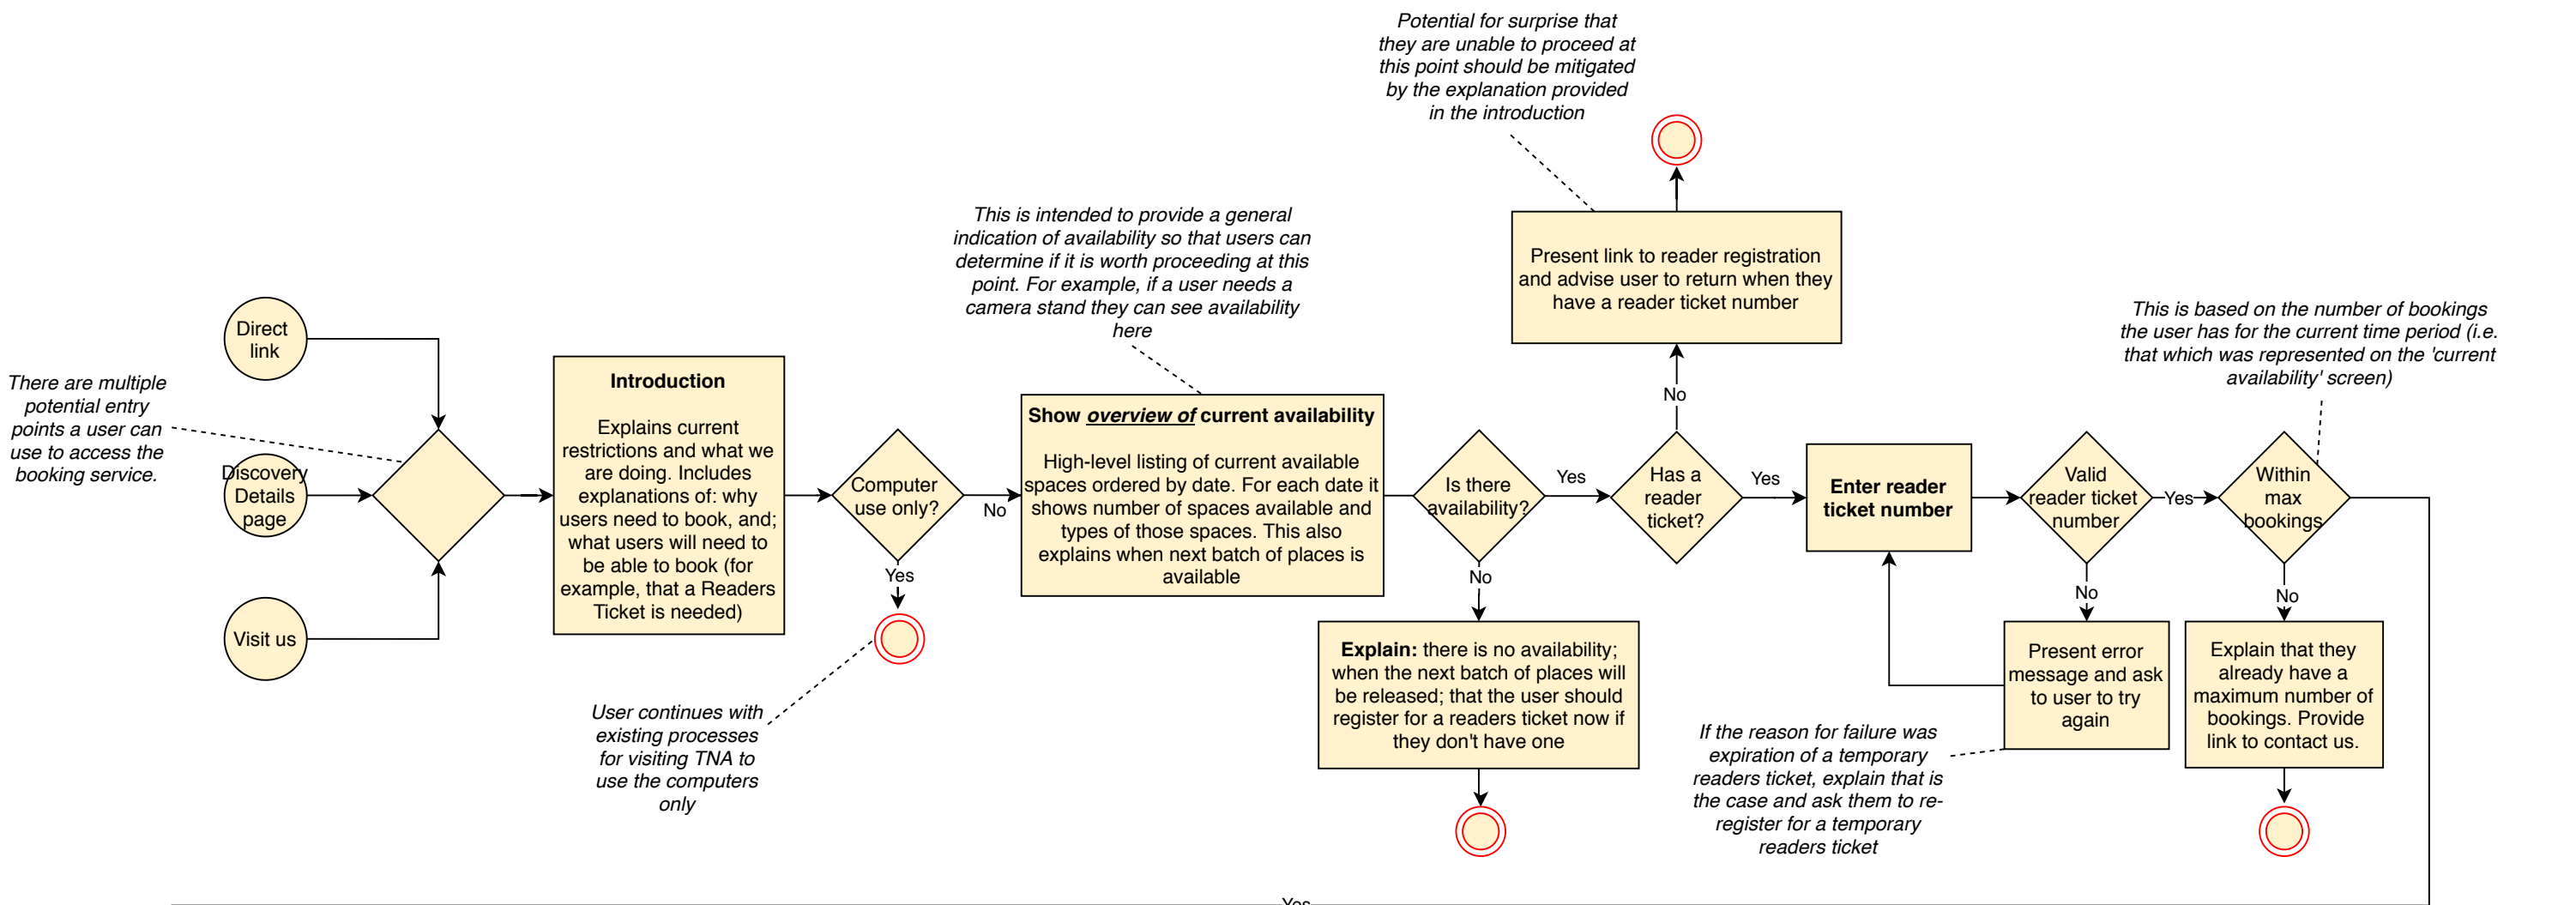 Potential for surprise that
they are unable to proceed at
this point should be mitigated
by the explanation provided
in the introduction
This is intended to provide a general
indication of availability so that users can
determine if it is worth proceeding at this
point. For example, if a user needs a
camera stand they can see availability
here
Present link to reader registration
and advise user to return when they
have a reader ticket number
This is based on the number of bookings
the user has for the current time period (i.e.
that which was represented on the 'current
availability' screen)
There are multiple
potential entry
points a user can
use to access the
booking service.
Direct
link
Discovery
Details
page
Visit us
Introduction
Explains current
restrictions and what we
are doing. Includes
explanations of: why
users need to book, and;
what users will need to
be able to book (for
example, that a Readers
Ticket is needed)
Computer
use only?
No
Yes
User continues with
existing processes
for visiting TNA to
use the computers
only
Show overview of current availability
High-level listing of current available
spaces ordered by date. For each date it
shows number of spaces available and
types of those spaces. This also
explains when next batch of places is
available
Is there
availability?
Yes
No
Explain: there is no availability;
when the next batch of places will
be released; that the user should
register for a readers ticket now if
they don't have one
Has a
reader
ticket?
No
Yes
Enter reader
ticket number
Valid
reader ticket
number
Yes
No
Present error
message and ask
to user to try
again
If the reason for failure was
expiration of a temporary
readers ticket, explain that is
the case and ask them to re-
register for a temporary
readers ticket
Within
max
bookings
No
Explain that they
already have a
maximum number of
bookings. Provide
link to contact us.
Yes